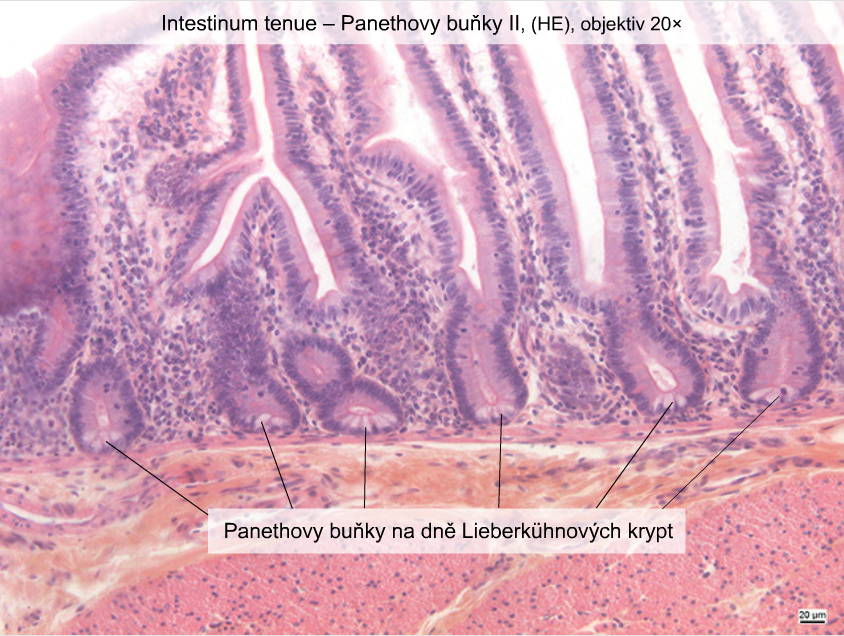 Intestinum tenue – Panethovy buňky II, (HE), objektiv 20×
Panethovy buňky na dně Lieberkühnových krypt
20 µm